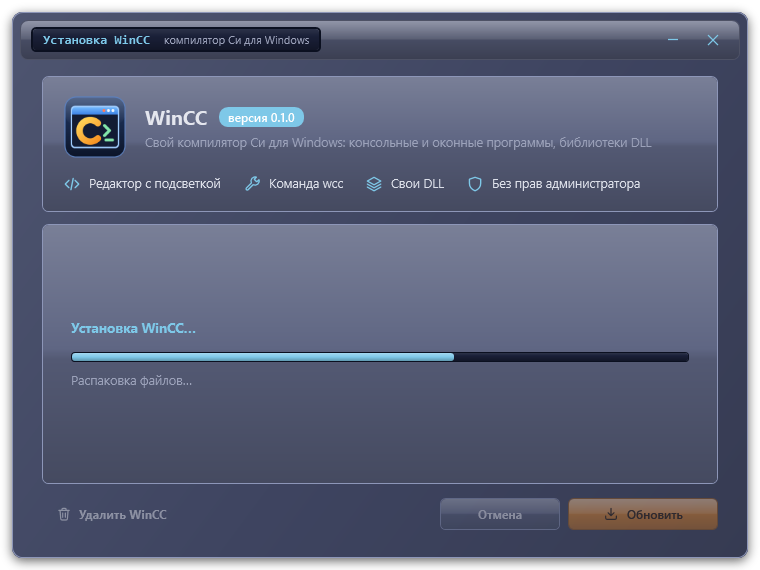 Установка WinCC компилятор Си для Windows
WinCC версия 0.1.0
Свой компилятор Си для Windows: консольные и оконные программы, библиотеки DLL
Редактор с подсветкой Команда wcc Свои DLL Без прав администратора
Установка WinCC...
Распаковка файлов...
Удалить WinCC Отмена Обновить